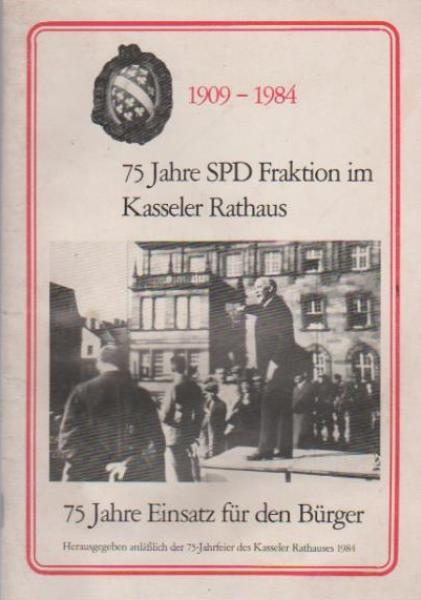 1909 – 1984
75 Jahre SPD Fraktion im
Kasseler Rathaus
75 Jahre Einsatz für den Bürger
Herausgegeben anläßlich der 75-Jahrfeier des Kasseler Rathauses 1984